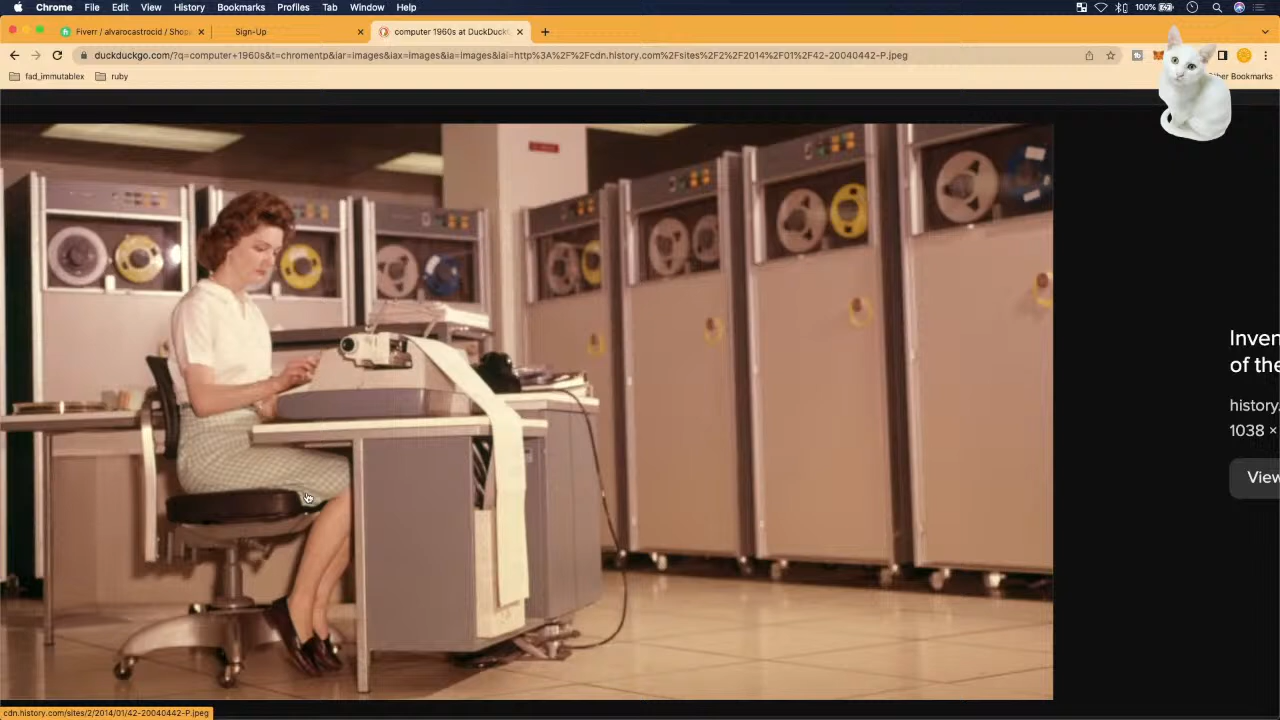 Chrome File Edit View History Bookmarks Profiles Tab Window Help 100%
Fiverr / alvarocastrocid / Shop Sign-Up computer 1960s at DuckDuck
duckduckgo.com/?q=computer+1960s&t=chromentp&iar=images&iax=images&ia=images&iai=http%3A%2F%2Fcdn.history.com%2Fsites%2F2%2F2014%2F01%2F42-20040442-P.jpeg
fad_immutablex ruby Other Bookmarks
Inven
of the
history.
1038 ×
View
cdn.history.com/sites/2/2014/01/42-20040442-P.jpeg